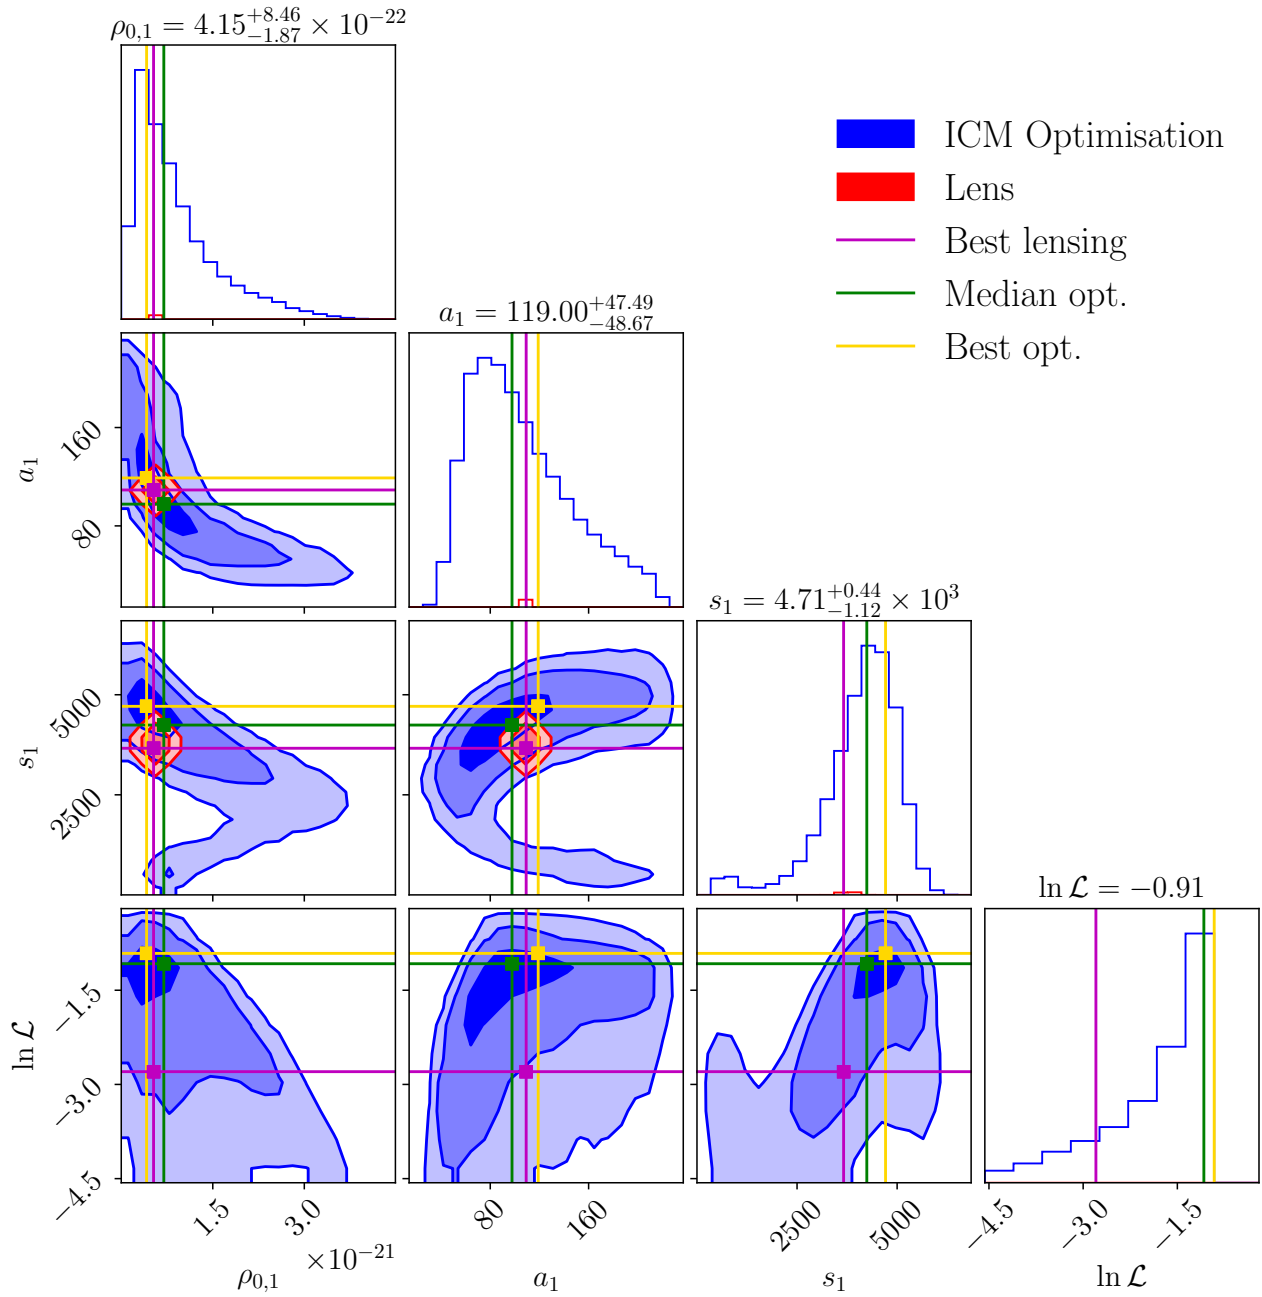 ρ₀,₁ = 4.15⁺⁸·⁴⁶₋₁.₈₇ × 10⁻²²
ICM Optimisation
Lens
Best lensing
Median opt.
Best opt.
a₁ = 119.00⁺⁴⁷·⁴⁹₋₄₈.₆₇
160
80
a₁
s₁ = 4.71⁺⁰·⁴⁴₋₁.₁₂ × 10³
5000
2500
s₁
ln 𝓛 = −0.91
−1.5
−3.0
−4.5
ln 𝓛
1.5 3.0 80 160 2500 5000 −4.5 −3.0 −1.5
×10⁻²¹
ρ₀,₁ a₁ s₁ ln 𝓛